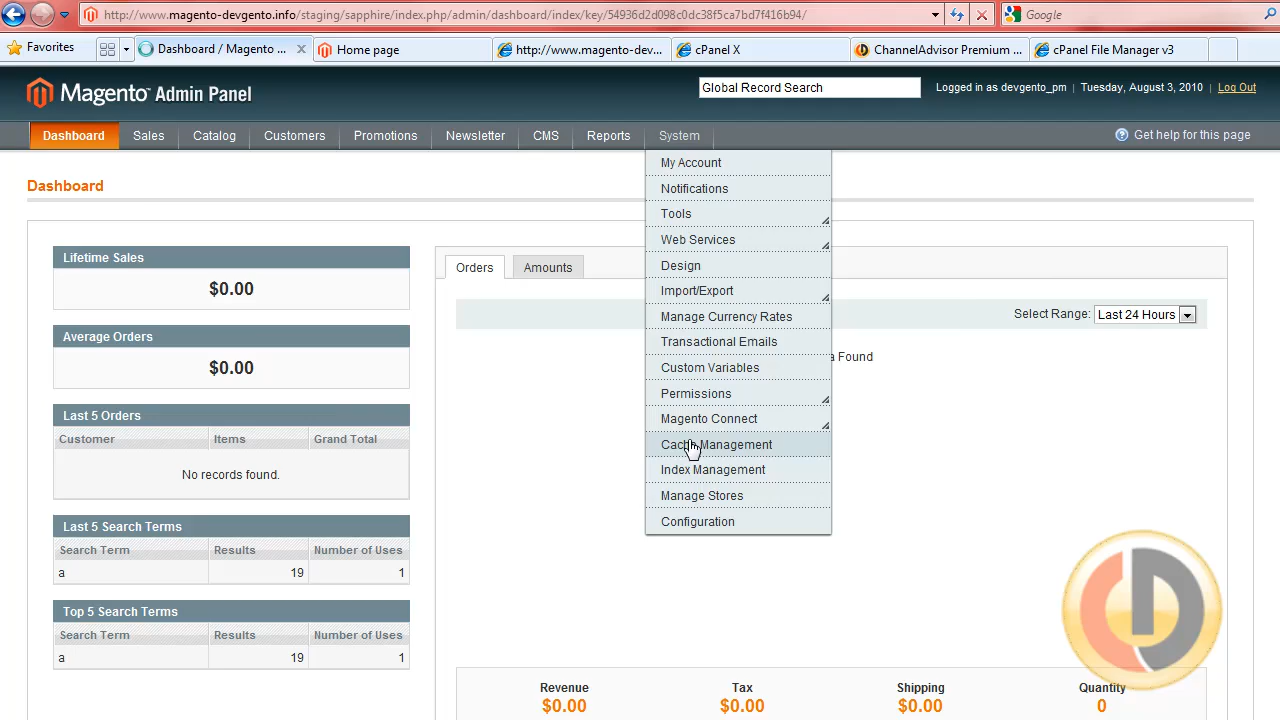 http://www.magento-devgento.info/staging/sapphire/index.php/admin/dashboard/index/key/54936d2d098c0dc38f5ca7bd7f416b94/
Google
Favorites
Dashboard / Magento ...
Home page
http://www.magento-dev...
cPanel X
ChannelAdvisor Premium ...
cPanel File Manager v3
Magento™ Admin Panel
Global Record Search
Logged in as devgento_pm | Tuesday, August 3, 2010 | Log Out
Dashboard Sales Catalog Customers Promotions Newsletter CMS Reports System
Get help for this page
My Account
Notifications
Tools
Web Services
Design
Import/Export
Manage Currency Rates
Transactional Emails
Custom Variables
Permissions
Magento Connect
Cache Management
Index Management
Manage Stores
Configuration
Dashboard
Lifetime Sales
$0.00
Average Orders
$0.00
Last 5 Orders
Customer Items Grand Total
No records found.
Last 5 Search Terms
Search Term Results Number of Uses
a 19 1
Top 5 Search Terms
Search Term Results Number of Uses
a 19 1
Orders Amounts
Select Range: Last 24 Hours
a Found
Revenue Tax Shipping Quantity
$0.00 $0.00 $0.00 0